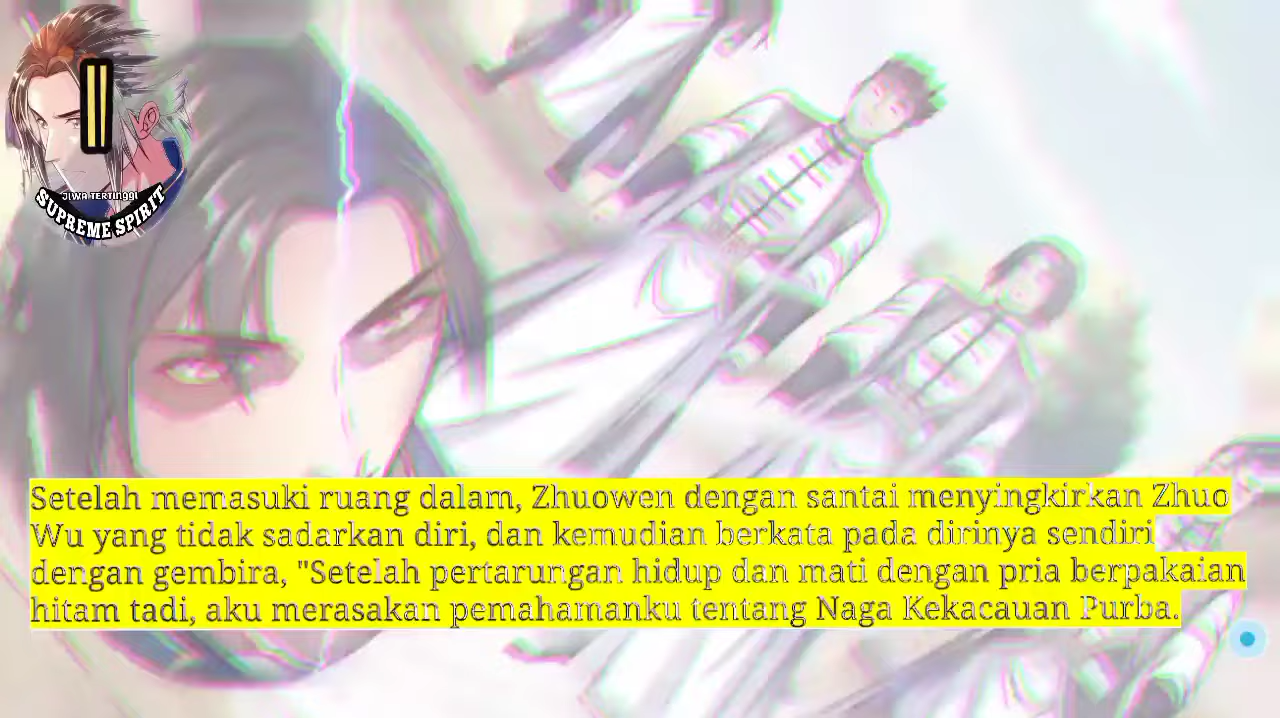 JIWA TERTINGGI
SUPREME SPIRIT
Setelah memasuki ruang dalam, Zhuowen dengan santai menyingkirkan Zhuo
Wu yang tidak sadarkan diri, dan kemudian berkata pada dirinya sendiri
dengan gembira, "Setelah pertarungan hidup dan mati dengan pria berpakaian
hitam tadi, aku merasakan pemahamanku tentang Naga Kekacauan Purba.